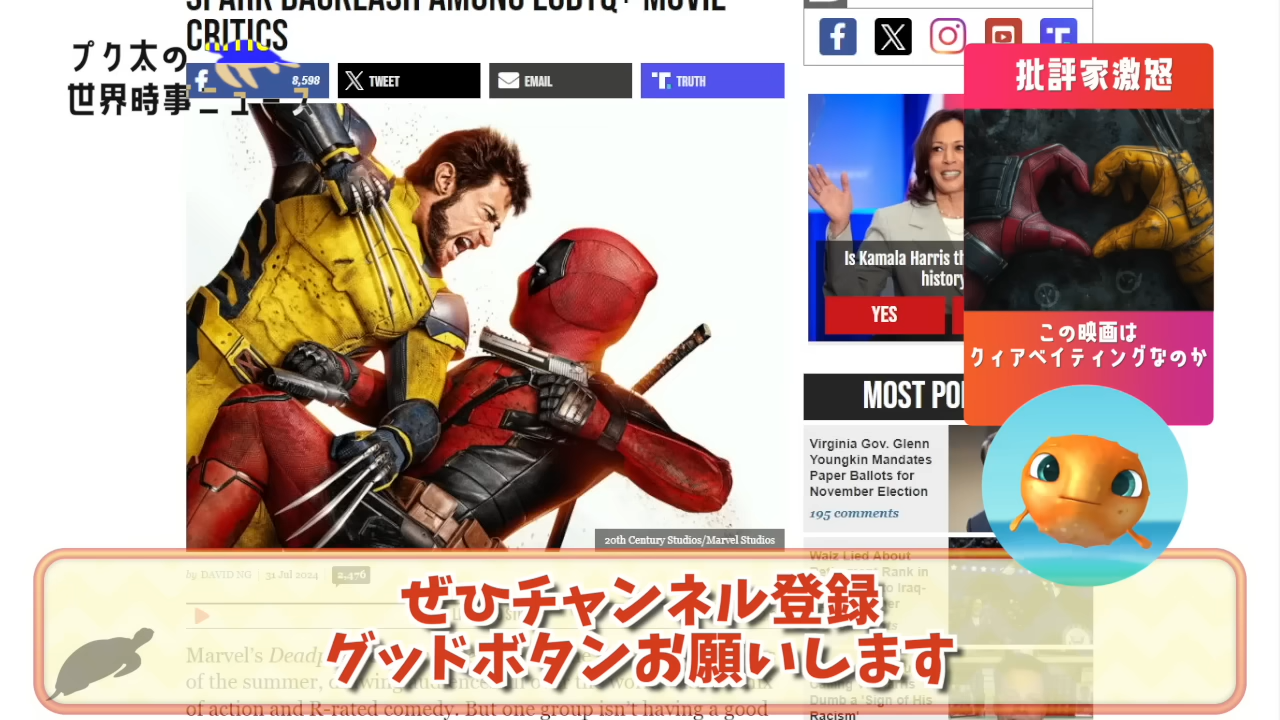 SPARK BACKLASH AMONG LGBTQ+ MOVIE
CRITICS
プク太の
世界時事ニュース
8,598
TWEET
EMAIL
TRUTH
批評家激怒
この映画は
クィアベイティングなのか
Is Kamala Harris th
history
YES
MOST PO
Virginia Gov. Glenn
Youngkin Mandates
Paper Ballots for
November Election
195 comments
20th Century Studios/Marvel Studios
by DAVID NG
31 Jul 2024
2,476
Walz Lied About
Rank in
ぜひチャンネル登録
グッドボタンお願いします
Marvel's Deadp
of the summer,
of action and R-rated comedy. But one group isn't having a good
Dumb a 'Sign of His
Racism'